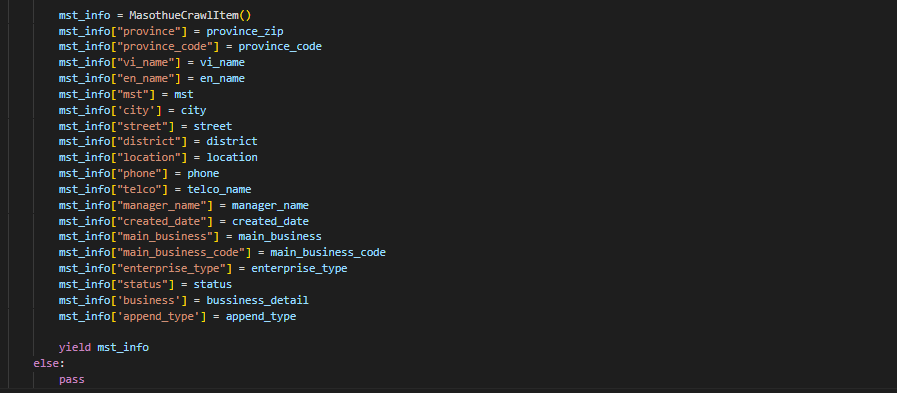 mst_info = MasothueCrawlItem()
mst_info["province"] = province_zip
mst_info["province_code"] = province_code
mst_info["vi_name"] = vi_name
mst_info["en_name"] = en_name
mst_info["mst"] = mst
mst_info['city'] = city
mst_info["street"] = street
mst_info["district"] = district
mst_info["location"] = location
mst_info["phone"] = phone
mst_info["telco"] = telco_name
mst_info["manager_name"] = manager_name
mst_info["created_date"] = created_date
mst_info["main_business"] = main_business
mst_info["main_business_code"] = main_business_code
mst_info["enterprise_type"] = enterprise_type
mst_info["status"] = status
mst_info['business'] = bussiness_detail
mst_info['append_type'] = append_type
yield mst_info
else:
pass